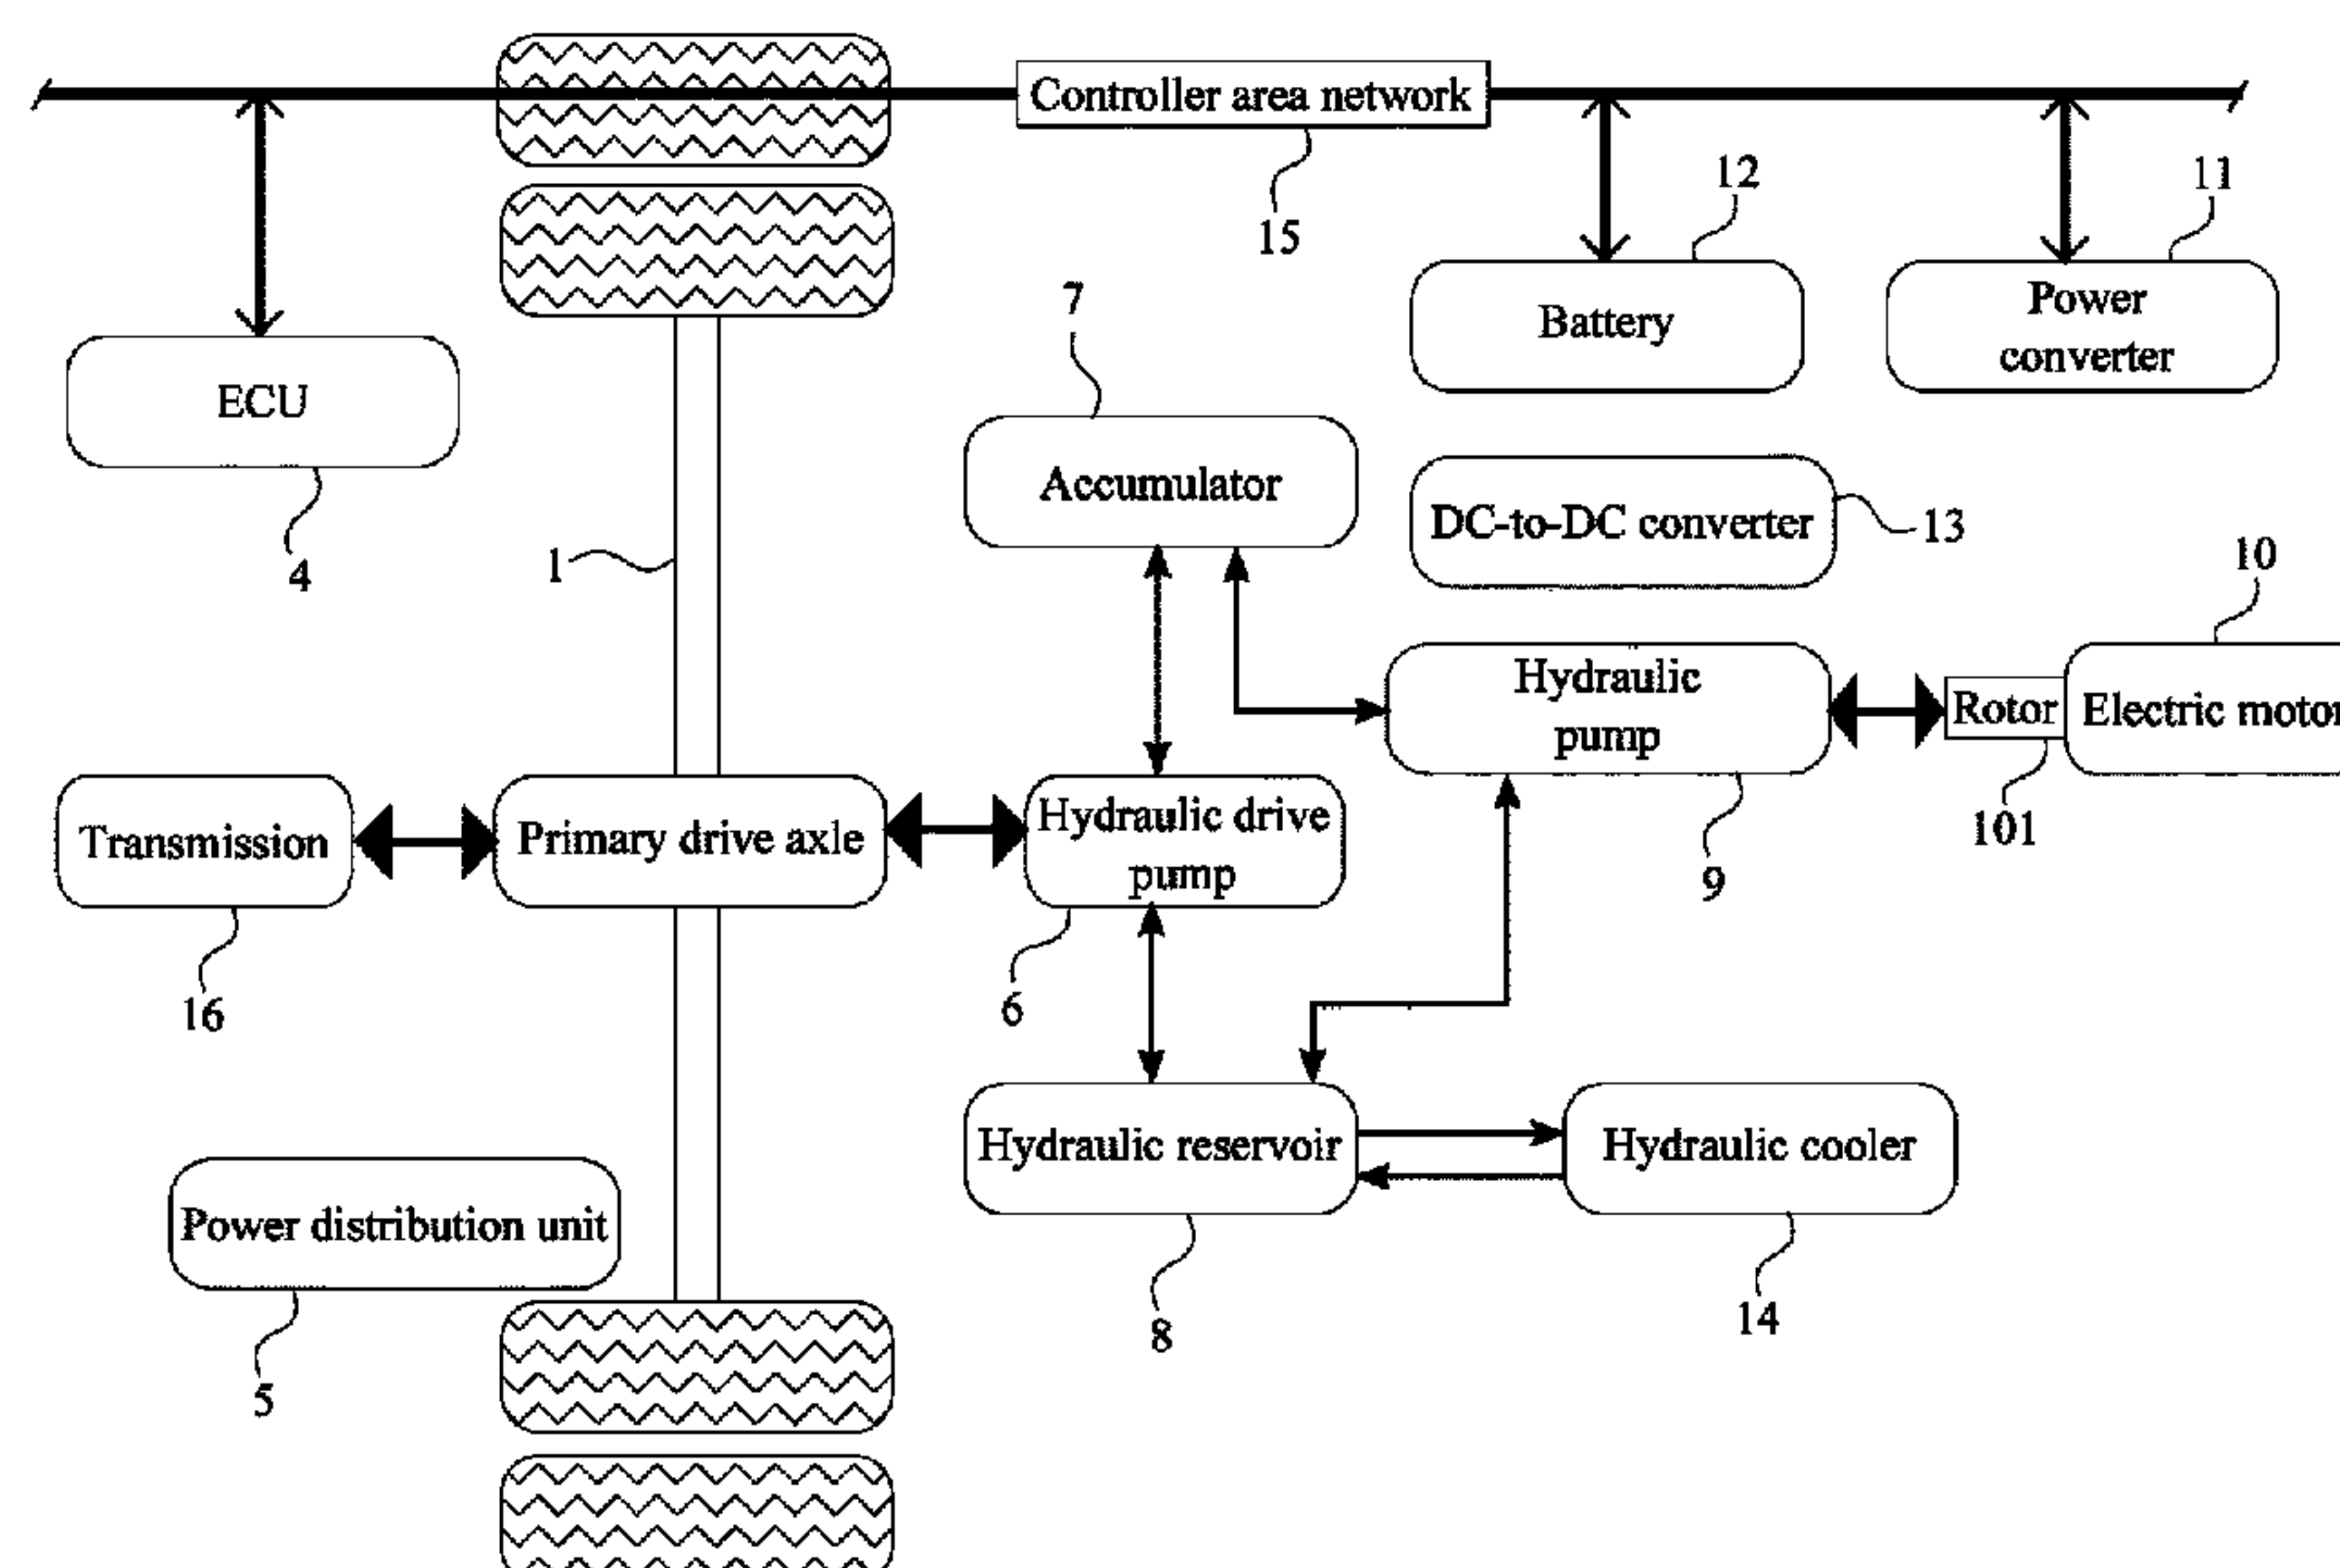 Controller area network
15
12
11
Battery
Power
converter
7
ECU
4
Accumulator
DC-to-DC converter
13
1
10
Hydraulic
pump
Rotor
Electric motor
101
9
Transmission
16
Primary drive axle
Hydraulic drive
pump
6
Hydraulic reservoir
8
Hydraulic cooler
14
Power distribution unit
5